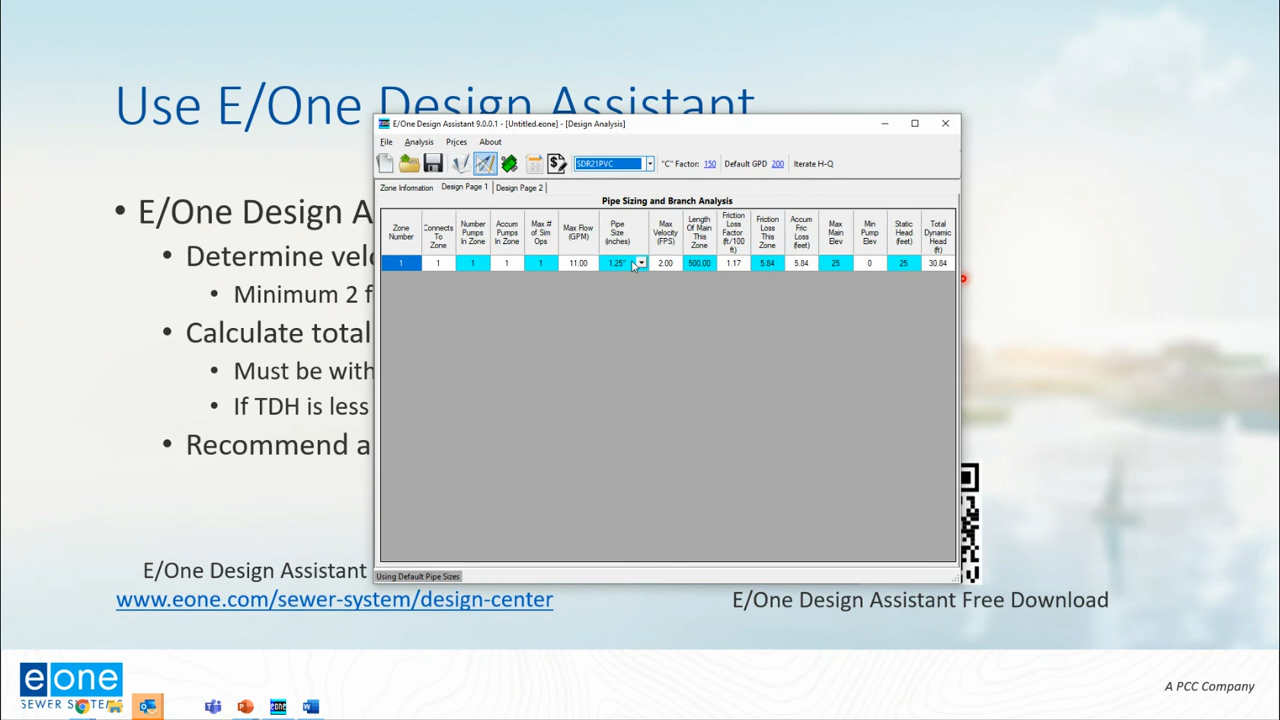 Use E/One Design Assistant
E/One Design Assistant 9.0.0.1 - [Untitled.eone] - [Design Analysis]
File Analysis Prices About
SDR21PVC "C" Factor: 150 Default GPD 200 Iterate H-Q
Zone Information Design Page 1 Design Page 2
Pipe Sizing and Branch Analysis
Zone Number
Connects To Zone
Number Pumps In Zone
Accum Pumps In Zone
Max # of Sim Ops
Max Flow (GPM)
Pipe Size (inches)
Max Velocity (FPS)
Length Of Main This Zone
Friction Loss Factor (ft/100 ft)
Friction Loss This Zone
Accum Fric Loss (feet)
Max Main Elev
Min Pump Elev
Static Head (feet)
Total Dynamic Head (ft)
1 1 1 1 1 11.00 1.25" 2.00 500.00 1.17 5.84 5.84 25 0 25 30.84
Using Default Pipe Sizes
• E/One Design A
• Determine velo
• Minimum 2 f
• Calculate total
• Must be with
• If TDH is less
• Recommend a
E/One Design Assistant
www.eone.com/sewer-system/design-center
E/One Design Assistant Free Download
eone
SEWER SYSTEMS
A PCC Company